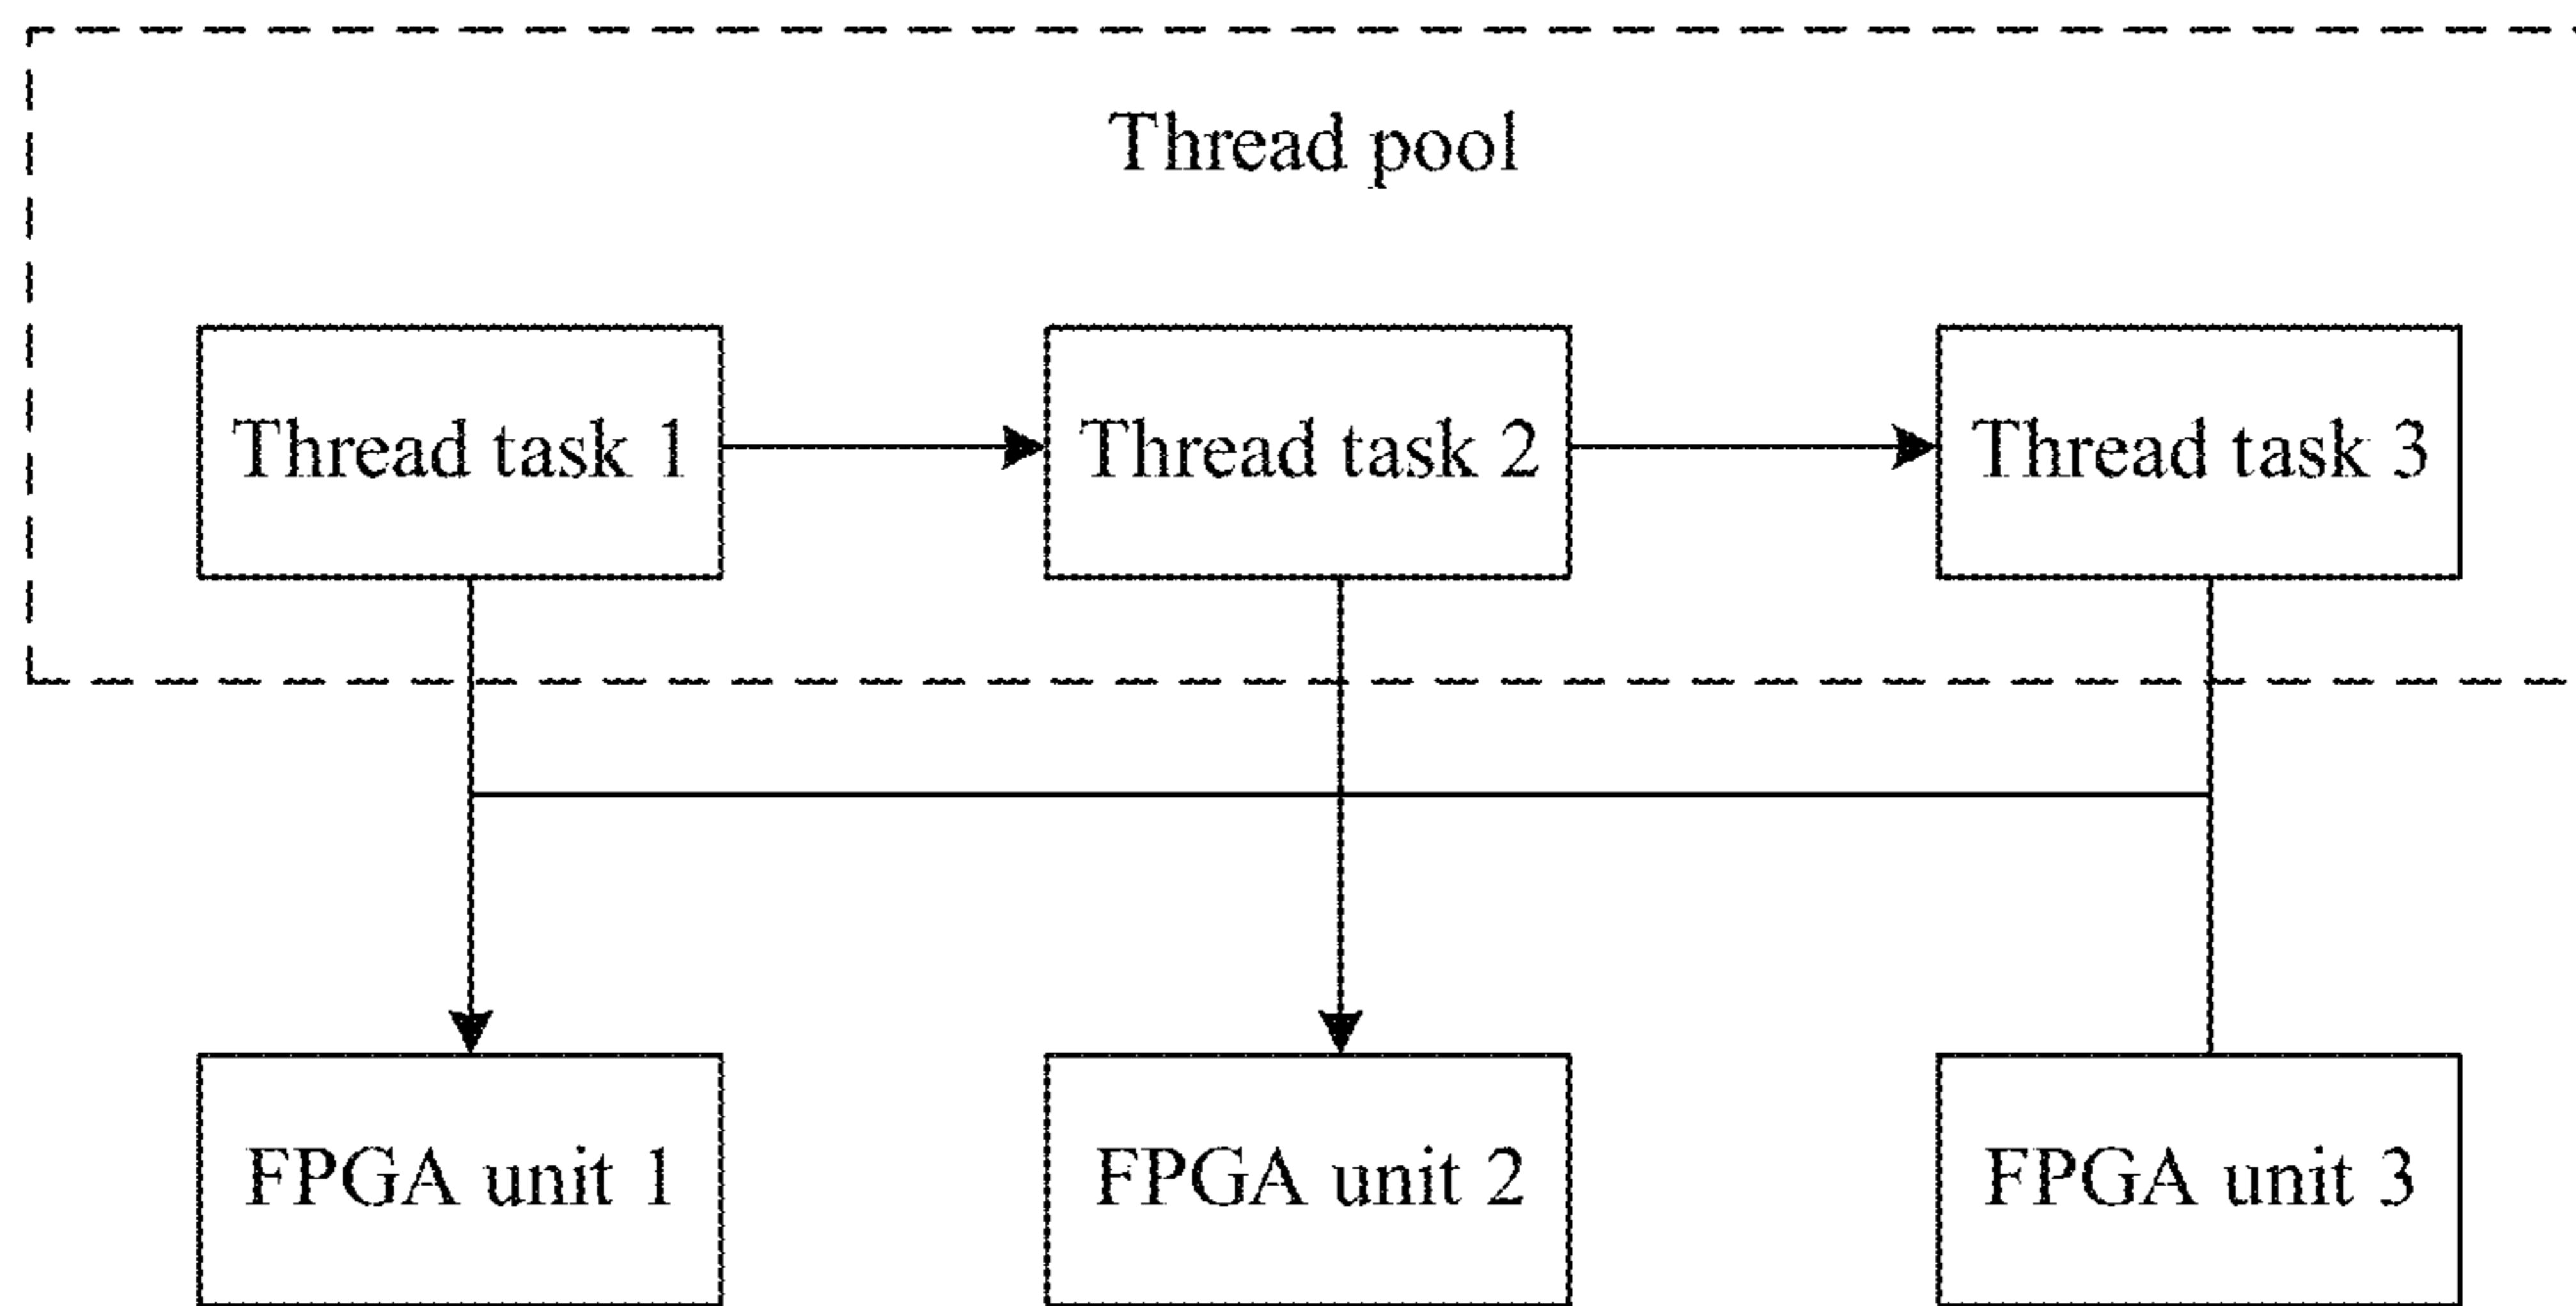 Thread pool
Thread task 1
Thread task 2
Thread task 3
FPGA unit 1
FPGA unit 2
FPGA unit 3